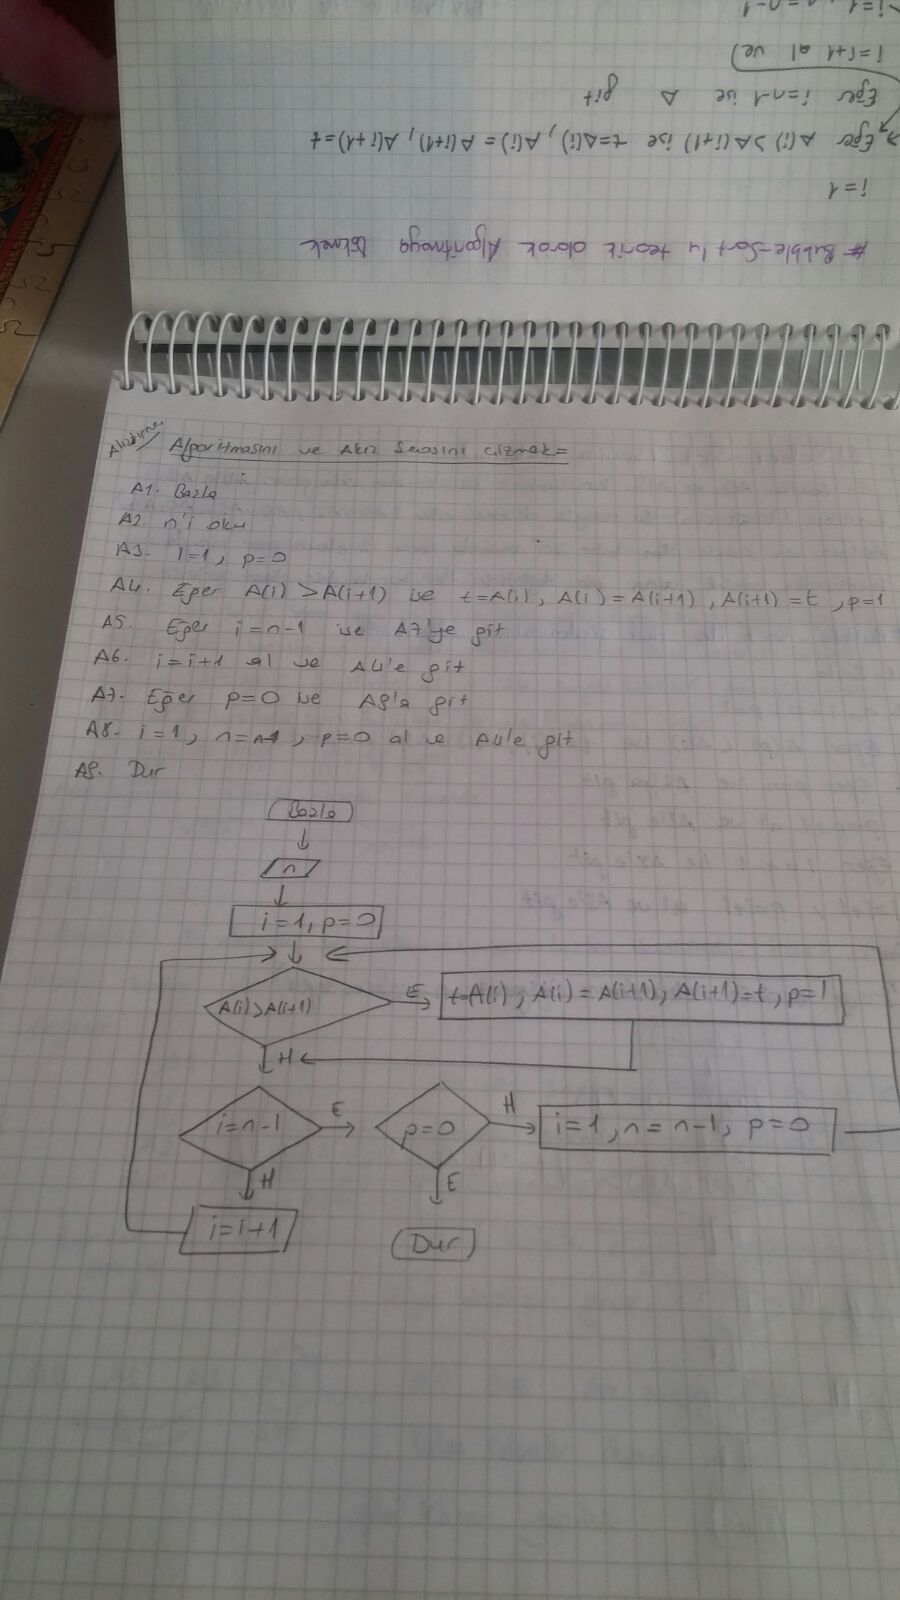 i=1, n=n-1
i=i+1 al ve
Eğer i=n-1 ise A git
Eğer A(i)>A(i+1) ise t=A(i), A(i)=A(i+1), A(i+1)=t
i=1
# Bubble-Sort'u teorik olarak Algoritmaya Dökmek
Alıştırma/ Algoritmasını ve Akış Şemasını çizmek=
A1. Başla
A2. n'i oku
A3. i=1, p=0
A4. Eğer A(i)>A(i+1) ise t=A(i), A(i)=A(i+1), A(i+1)=t, p=1
A5. Eğer i=n-1 ise A7'ye git
A6. i=i+1 al ve A4'e git
A7. Eğer p=0 ise A9'a git
A8. i=1, n=n-1, p=0 al ve A4'e git
A9. Dur
Başla
n
i=1, p=0
A(i)>A(i+1) E t=A(i), A(i)=A(i+1), A(i+1)=t, p=1
H
i=n-1 E p=0 H i=1, n=n-1, p=0
H E
i=i+1 Dur